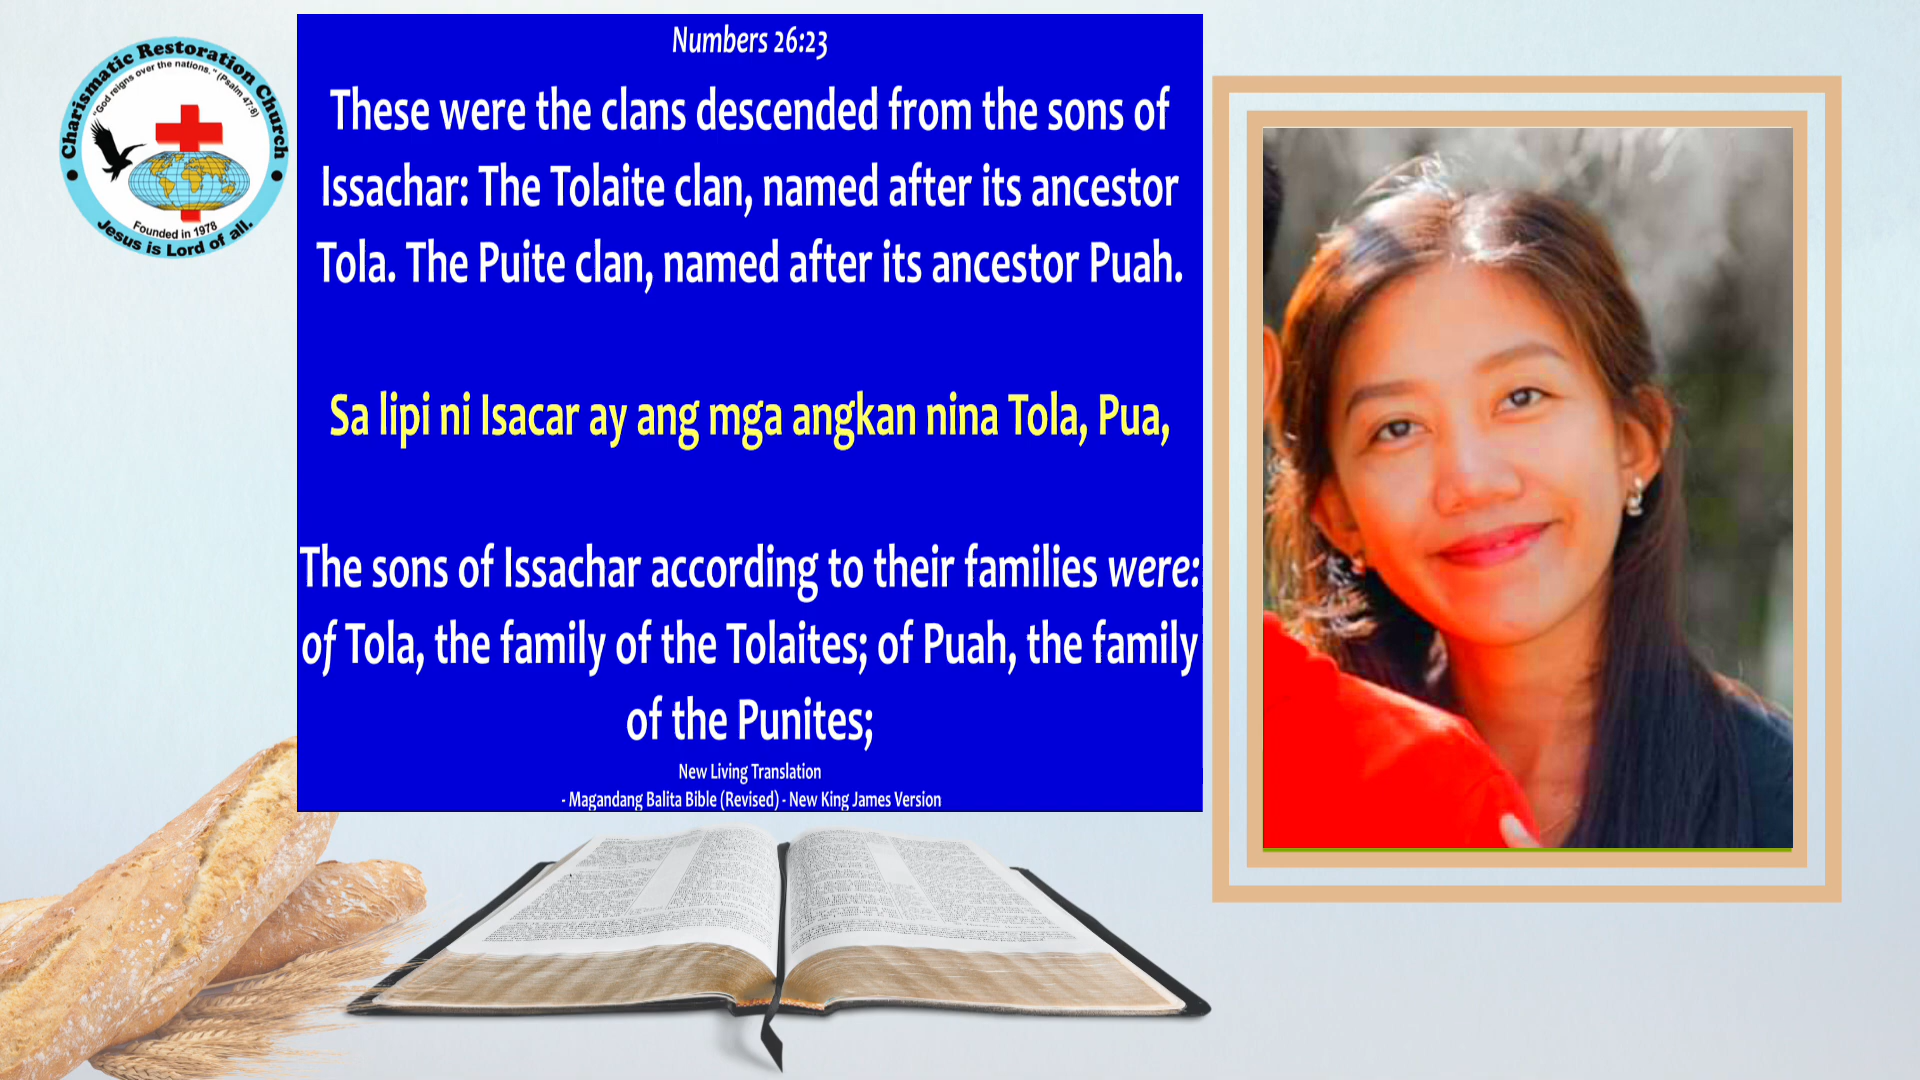 Charismatic Restoration Church
"God reigns over the nations." (Psalm 47:8)
Founded in 1978
Jesus is Lord of all.
Numbers 26:23
These were the clans descended from the sons of
Issachar: The Tolaite clan, named after its ancestor
Tola. The Puite clan, named after its ancestor Puah.
Sa lipi ni Isacar ay ang mga angkan nina Tola, Pua,
The sons of Issachar according to their families were:
of Tola, the family of the Tolaites; of Puah, the family
of the Punites;
New Living Translation
- Magandang Balita Bible (Revised) - New King James Version